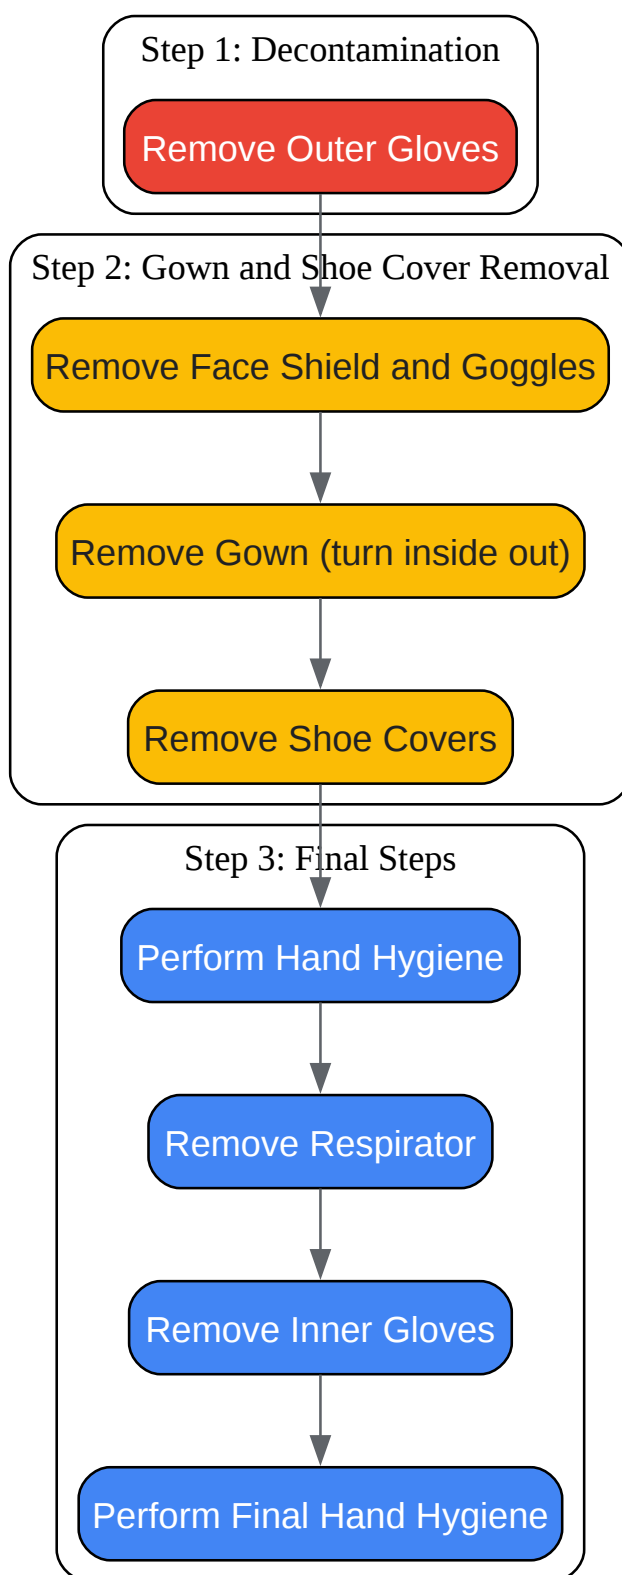 Step 1: Decontamination
Remove Outer Gloves
Step 2: Gown and Shoe Cover Removal
Remove Face Shield and Goggles
Remove Gown (turn inside out)
Remove Shoe Covers
Step 3: Final Steps
Perform Hand Hygiene
Remove Respirator
Remove Inner Gloves
Perform Final Hand Hygiene